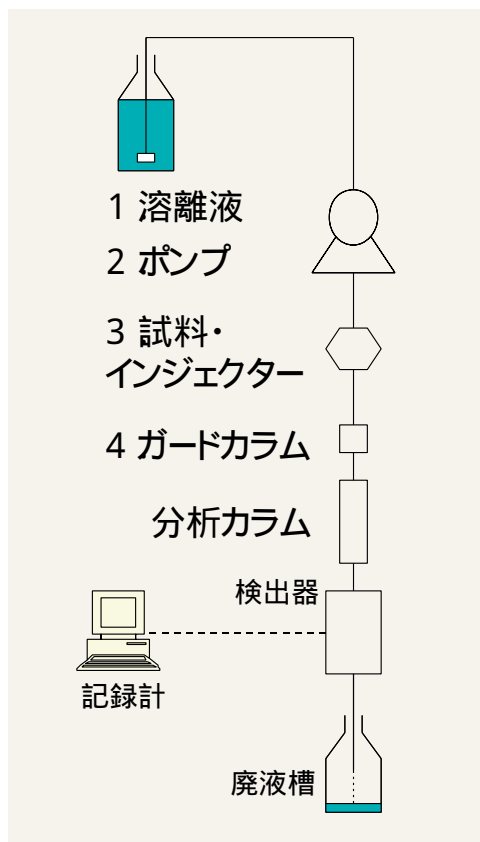 1 溶離液
2 ポンプ
3 試料・
インジェクター
4 ガードカラム
分析カラム
検出器
記録計
廃液槽